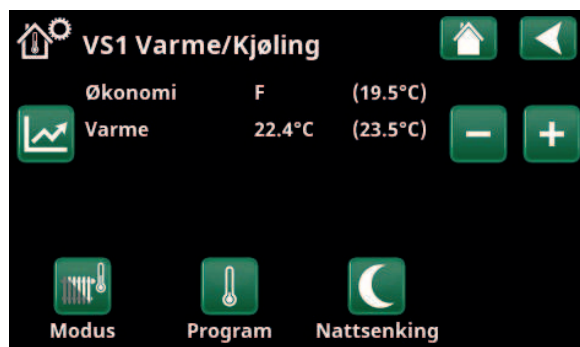 VS1 Varme/Kjøling
Økonomi F (19.5°C)
Varme 22.4°C (23.5°C)
Modus Program Nattsenking